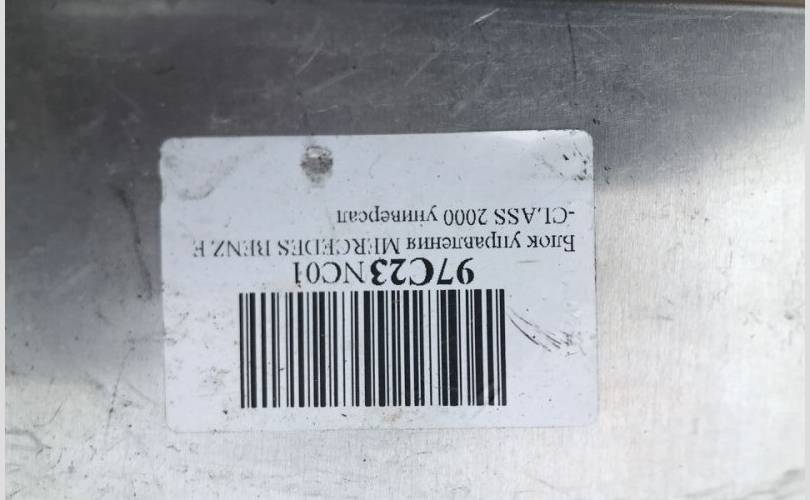 97C23NC01
Блок управления MERCEDES BENZ E
-CLASS 2000 универсал